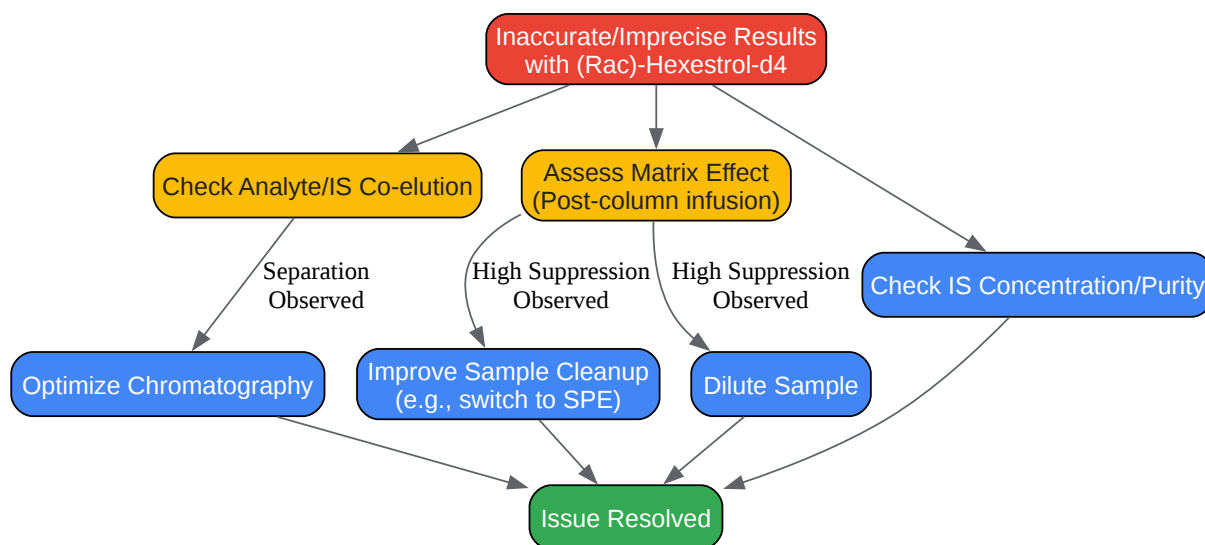 Inaccurate/Imprecise Results
with (Rac)-Hexestrol-d4
Check Analyte/IS Co-elution
Assess Matrix Effect
(Post-column infusion)
Separation
Observed
High Suppression
Observed
High Suppression
Observed
Check IS Concentration/Purity
Optimize Chromatography
Improve Sample Cleanup
(e.g., switch to SPE)
Dilute Sample
Issue Resolved